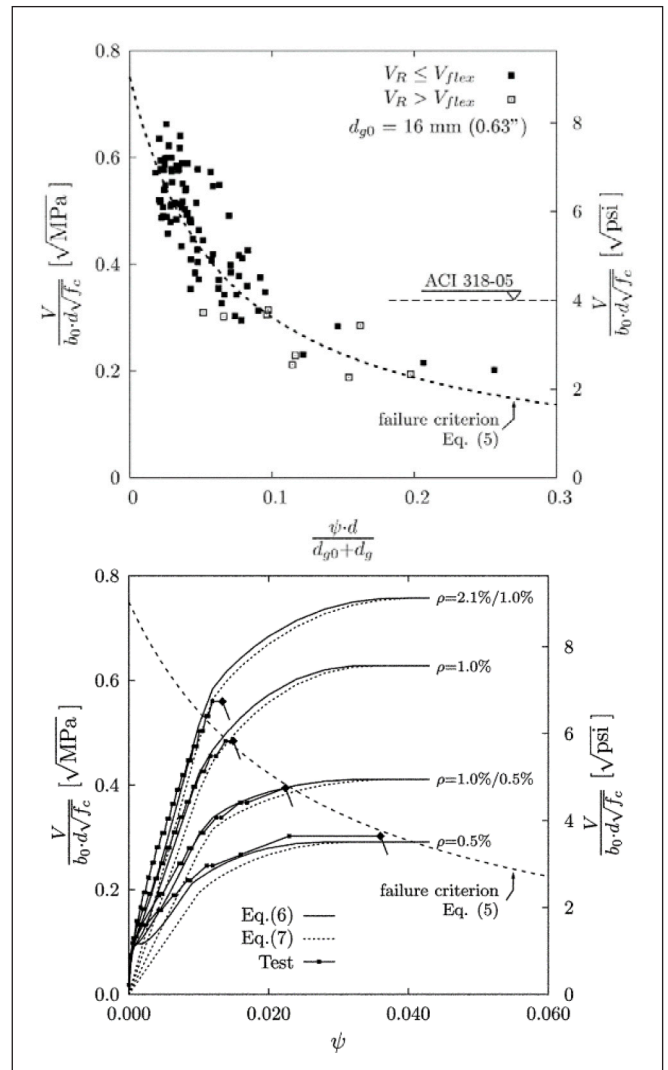 0.8
0.6
0.4
0.2
0
V / b₀·d√f_c [√MPa]
V_R ≤ V_flex
V_R > V_flex
d_g0 = 16 mm (0.63")
ACI 318-05
failure criterion
Eq. (5)
8
6
4
2
0
V / b₀·d√f_c [√psi]
0 0.1 0.2 0.3
ψ·d / d_g0+d_g
0.8
0.6
0.4
0.2
0.0
V / b₀·d√f_c [√MPa]
ρ=2.1%/1.0%
ρ=1.0%
ρ=1.0%/0.5%
ρ=0.5%
failure criterion
Eq. (5)
Eq.(6)
Eq.(7)
Test
8
6
4
2
0
V / b₀·d√f_c [√psi]
0.000 0.020 0.040 0.060
ψ